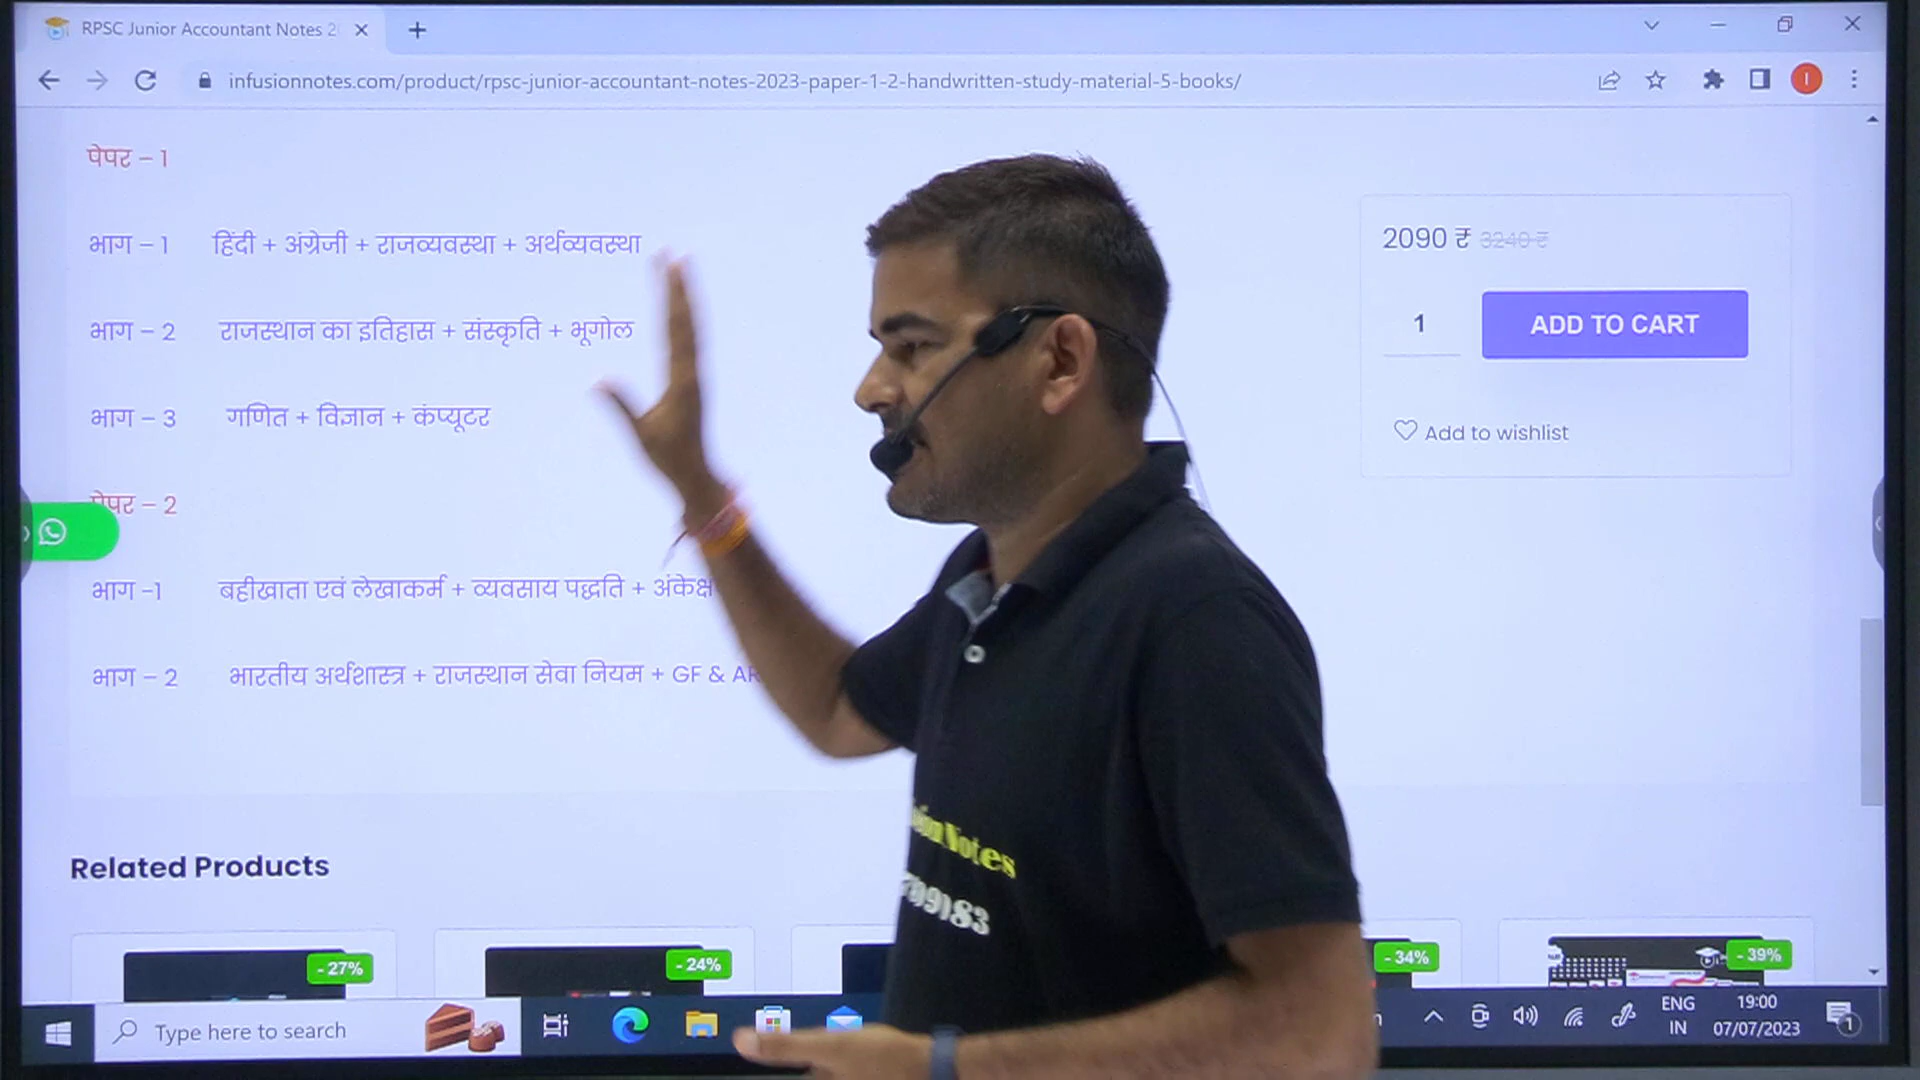 RPSC Junior Accountant Notes 2
infusionnotes.com/product/rpsc-junior-accountant-notes-2023-paper-1-2-handwritten-study-material-5-books/
I
पेपर – 1
भाग – 1 हिंदी + अंग्रेजी + राजव्यवस्था + अर्थव्यवस्था
भाग – 2 राजस्थान का इतिहास + संस्कृति + भूगोल
भाग – 3 गणित + विज्ञान + कंप्यूटर
पेपर – 2
भाग -1 बहीखाता एवं लेखाकर्म + व्यवसाय पद्धति +
भाग – 2 भारतीय अर्थशास्त्र + राजस्थान सेवा नियम + GF &
2090 ₹ 3240 ₹
1 ADD TO CART
Add to wishlist
Notes
9183
Related Products
- 27%
- 24%
- 34%
- 39%
Type here to search
ENG
IN
19:00
07/07/2023
1